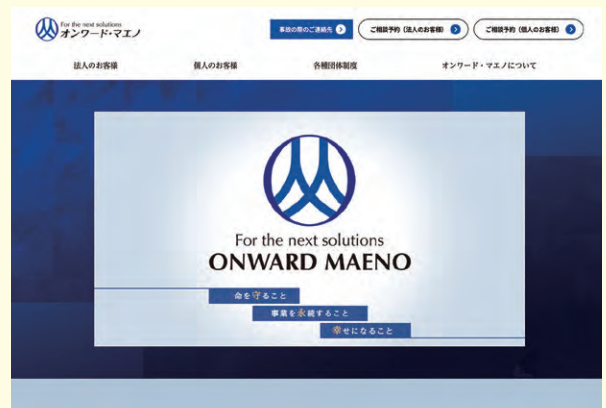 For the next solutions
オンワード・マエノ
事故の際のご連絡先
ご相談予約（法人のお客様）
ご相談予約（個人のお客様）
法人のお客様
個人のお客様
各種団体制度
オンワード・マエノについて
For the next solutions
ONWARD MAENO
命を守ること
事業を永続すること
幸せになること